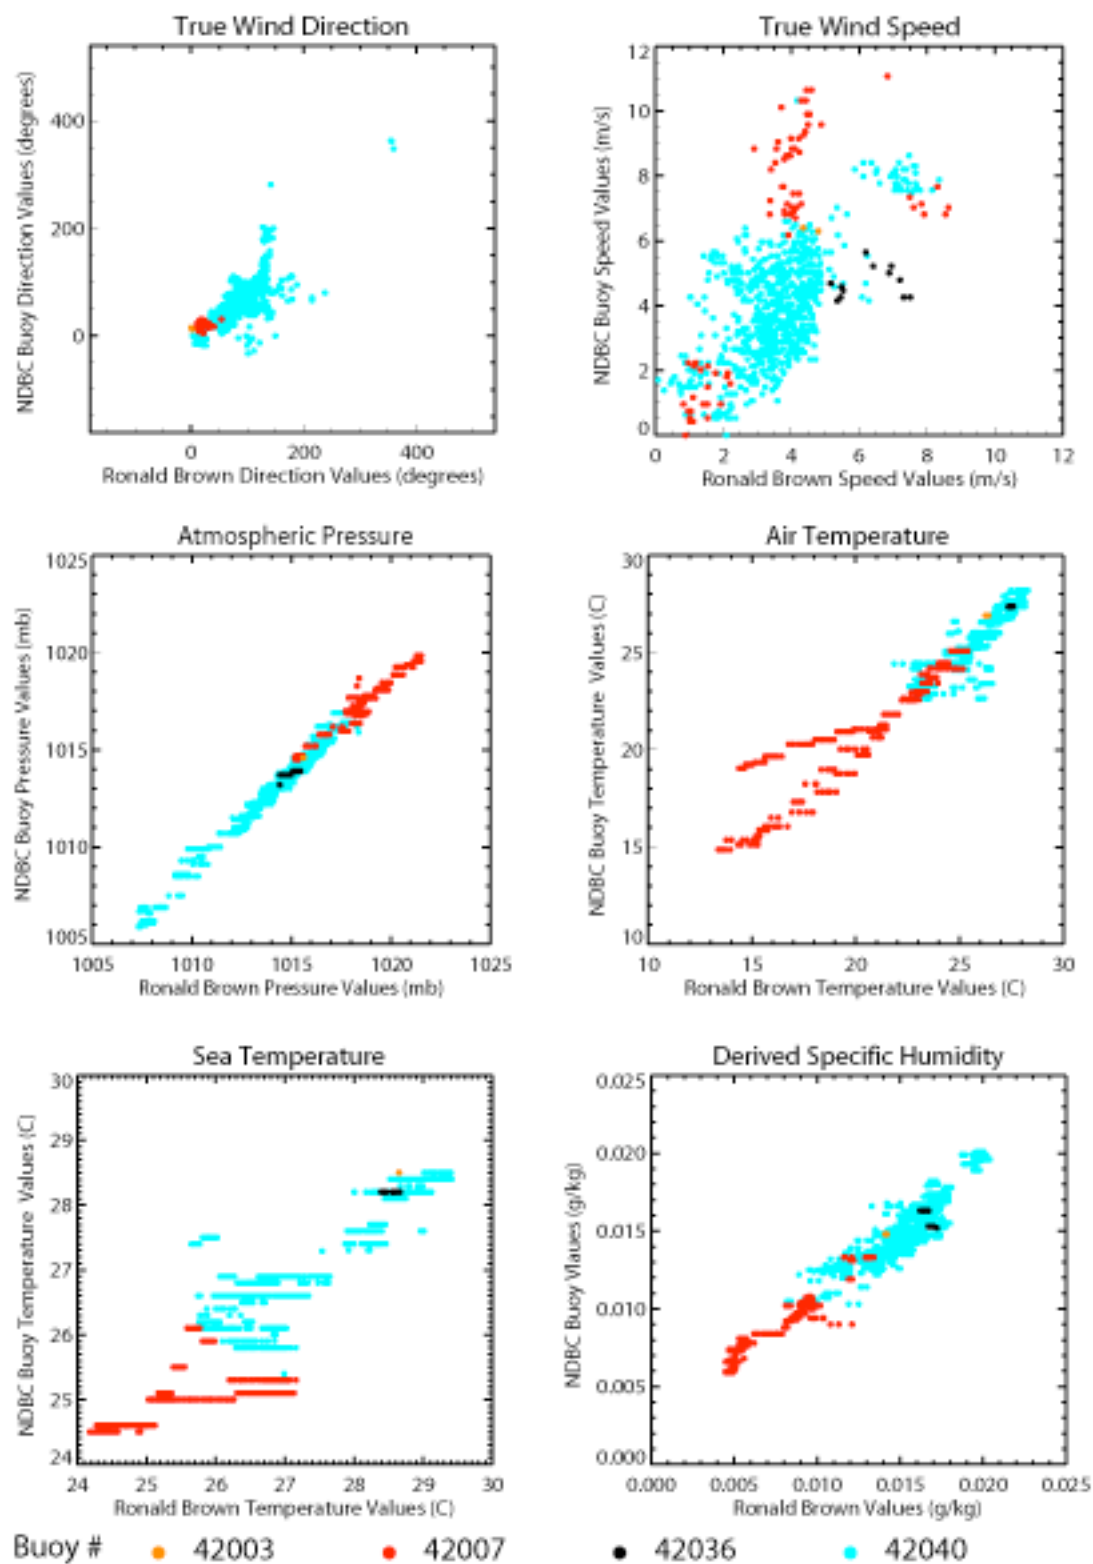 True Wind Direction
NDBC Buoy Direction Values (degrees)
400
200
0
0 200 400
Ronald Brown Direction Values (degrees)
True Wind Speed
NDBC Buoy Speed Values (m/s)
12
10
8
6
4
2
0
0 2 4 6 8 10 12
Ronald Brown Speed Values (m/s)
Atmospheric Pressure
NDBC Buoy Pressure Values (mb)
1025
1020
1015
1010
1005
1005 1010 1015 1020 1025
Ronald Brown Pressure Values (mb)
Air Temperature
NDBC Buoy Temperature Values (C)
30
25
20
15
10
10 15 20 25 30
Ronald Brown Temperature Values (C)
Sea Temperature
NDBC Buoy Temperature Values (C)
30
29
28
27
26
25
24
24 25 26 27 28 29 30
Ronald Brown Temperature Values (C)
Derived Specific Humidity
NDBC Buoy Vlaues (g/kg)
0.025
0.020
0.015
0.010
0.005
0.000
0.000 0.005 0.010 0.015 0.020 0.025
Ronald Brown Values (g/kg)
Buoy # 42003 42007 42036 42040